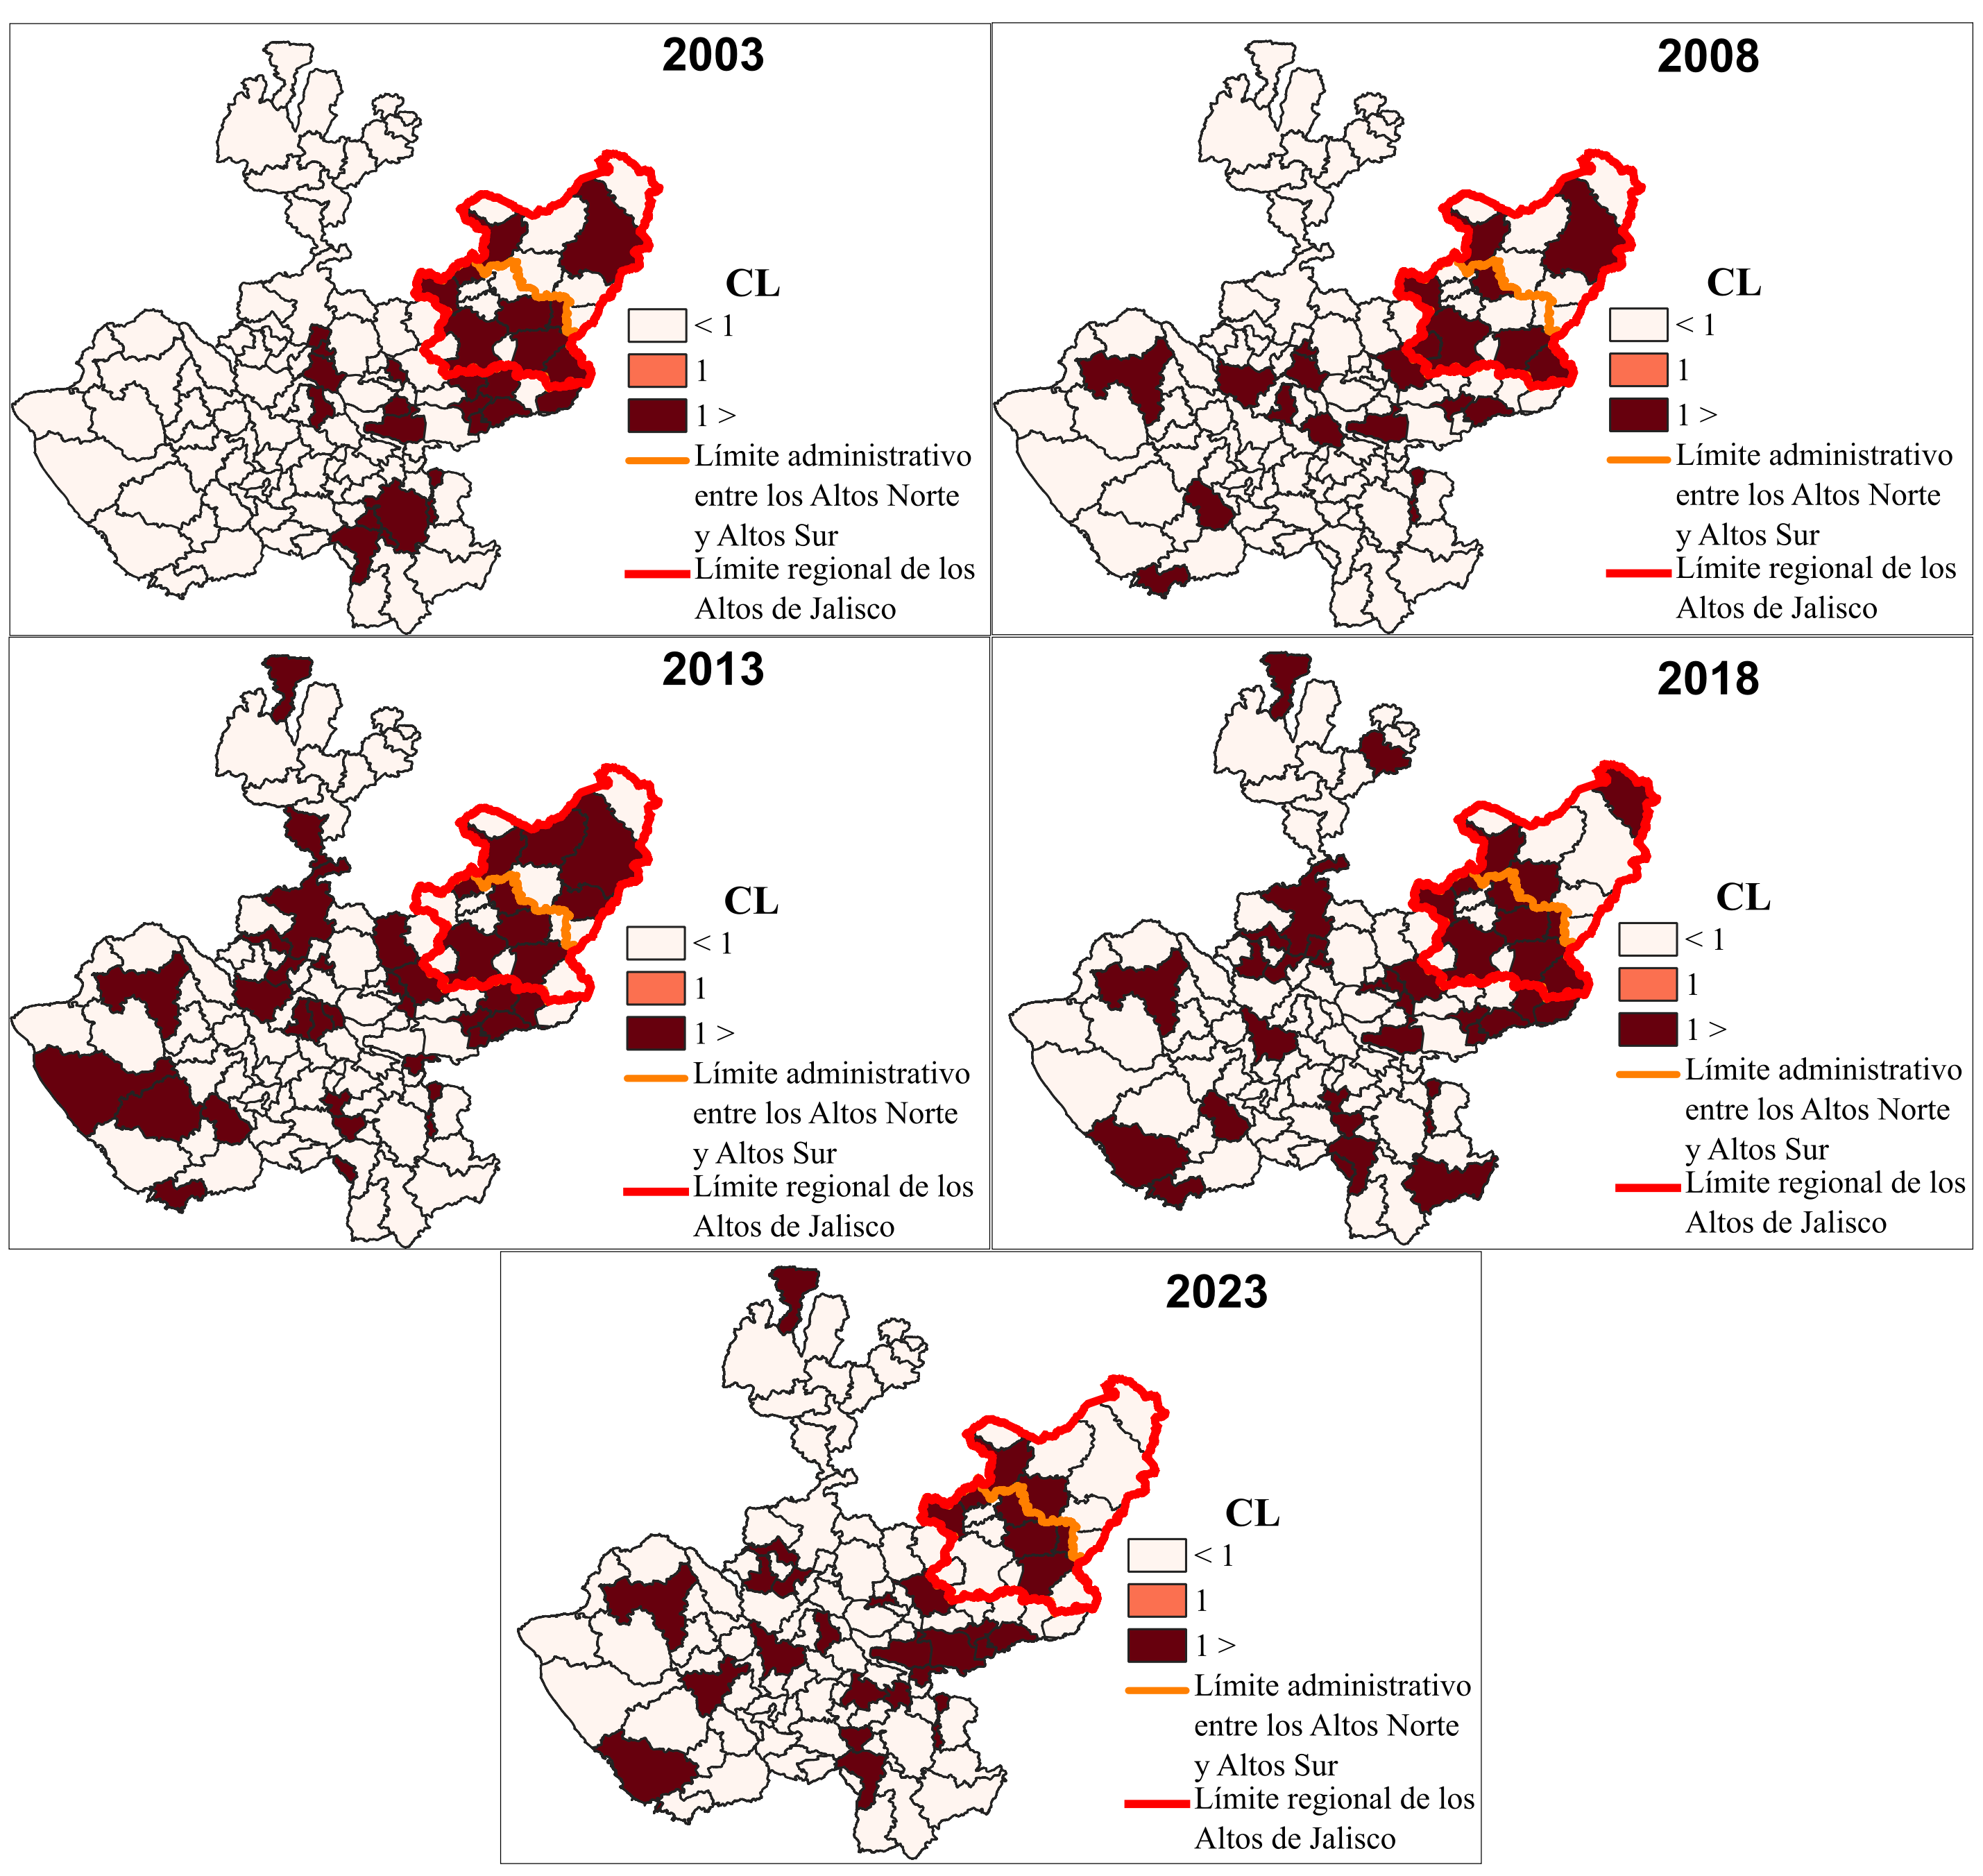 2003
CL
< 1
1
1 >
Límite administrativo
entre los Altos Norte
y Altos Sur
Límite regional de los
Altos de Jalisco
2008
CL
< 1
1
1 >
Límite administrativo
entre los Altos Norte
y Altos Sur
Límite regional de los
Altos de Jalisco
2013
CL
< 1
1
1 >
Límite administrativo
entre los Altos Norte
y Altos Sur
Límite regional de los
Altos de Jalisco
2018
CL
< 1
1
1 >
Límite administrativo
entre los Altos Norte
y Altos Sur
Límite regional de los
Altos de Jalisco
2023
CL
< 1
1
1 >
Límite administrativo
entre los Altos Norte
y Altos Sur
Límite regional de los
Altos de Jalisco